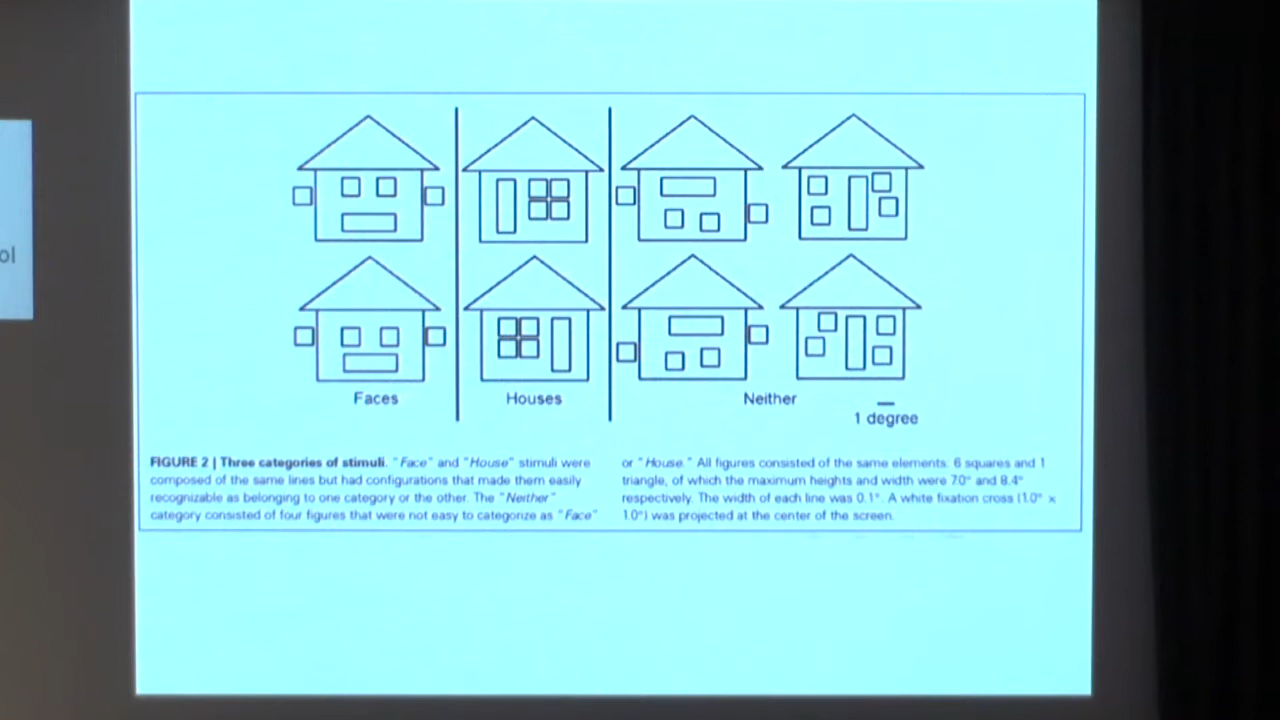 ol
Faces
Houses
Neither
1 degree
FIGURE 2 | Three categories of stimuli. "Face" and "House" stimuli were
composed of the same lines but had configurations that made them easily
recognizable as belonging to one category or the other. The "Neither"
category consisted of four figures that were not easy to categorize as "Face"
or "House." All figures consisted of the same elements: 6 squares and 1
triangle, of which the maximum heights and width were 7.0° and 8.4°
respectively. The width of each line was 0.1°. A white fixation cross (1.0° ×
1.0°) was projected at the center of the screen.